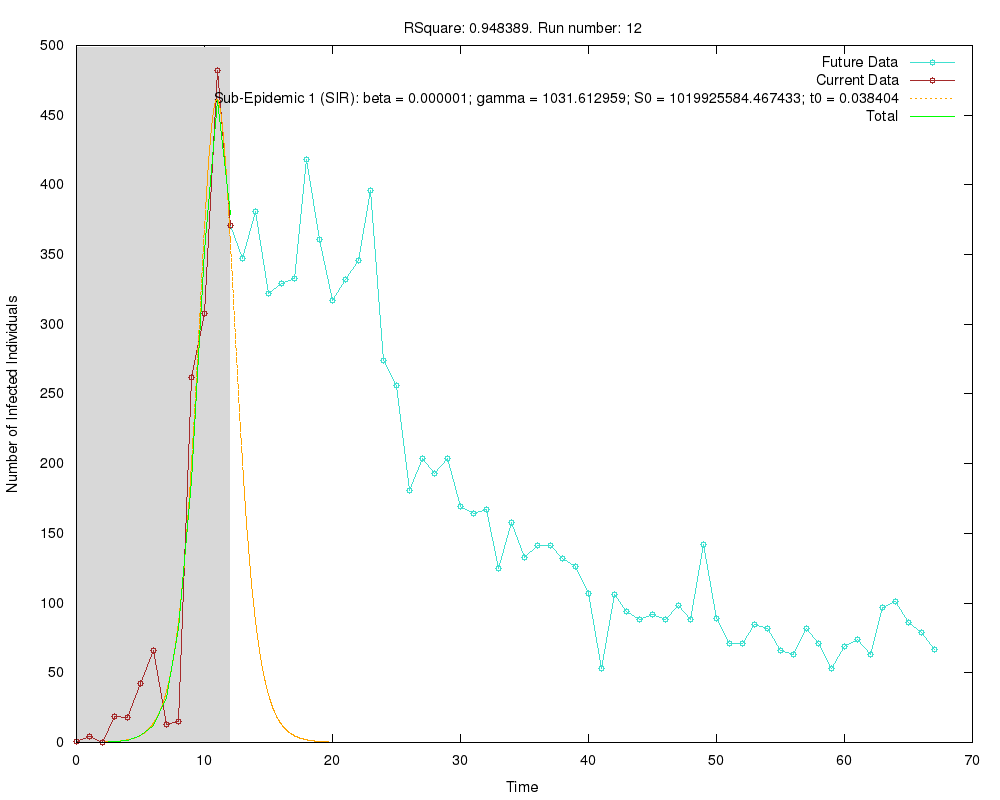 RSquare: 0.948389. Run number: 12
500
450
400
350
300
250
200
150
100
50
0
Number of Infected Individuals
Future Data
Current Data
Sub-Epidemic 1 (SIR): beta = 0.000001; gamma = 1031.612959; S0 = 1019925584.467433; t0 = 0.038404
Total
0 10 20 30 40 50 60 70
Time